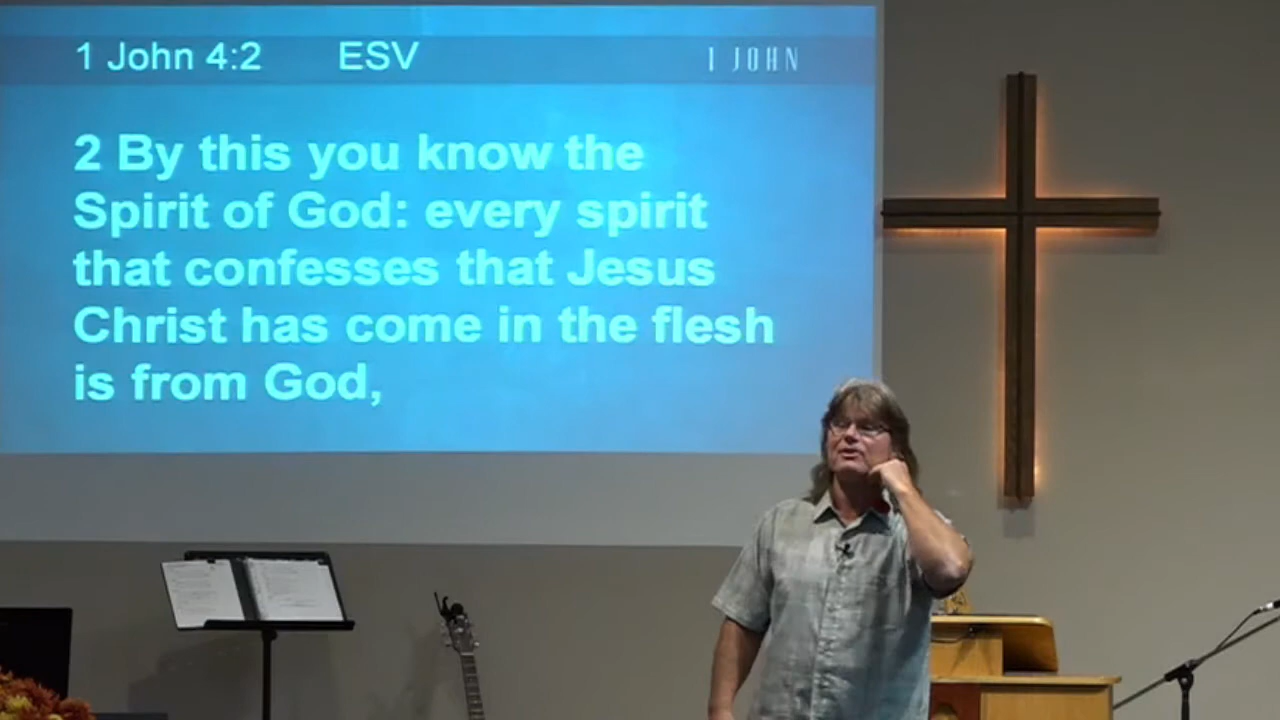 1 John 4:2 ESV 1 JOHN
2 By this you know the
Spirit of God: every spirit
that confesses that Jesus
Christ has come in the flesh
is from God,